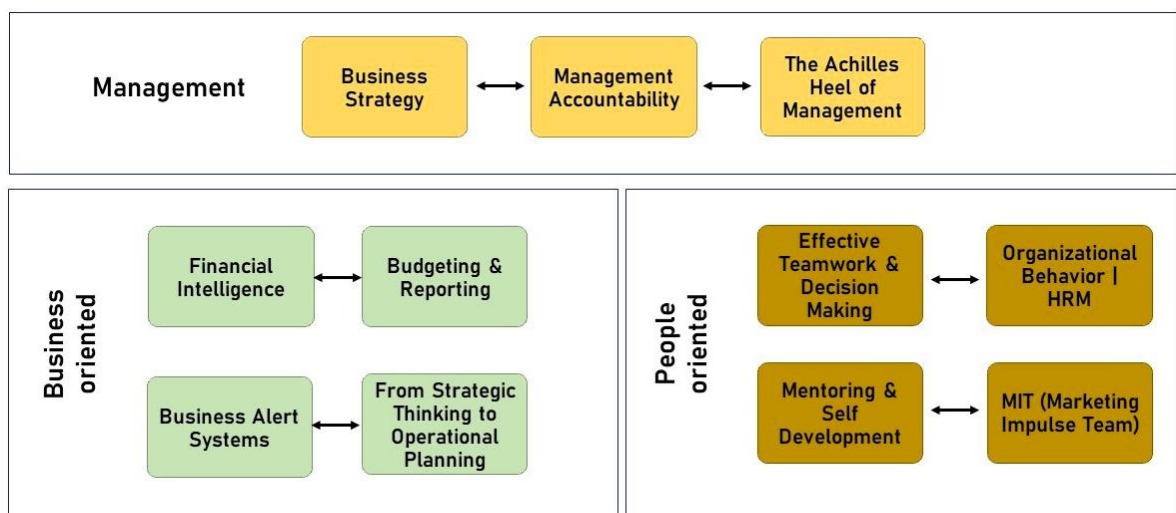 Management
Business
Strategy
Management
Accountability
The Achilles
Heel of
Management
Business
oriented
Financial
Intelligence
Budgeting &
Reporting
Business Alert
Systems
From Strategic
Thinking to
Operational
Planning
People
oriented
Effective
Teamwork &
Decision
Making
Organizational
Behavior |
HRM
Mentoring &
Self
Development
MIT (Marketing
Impulse Team)